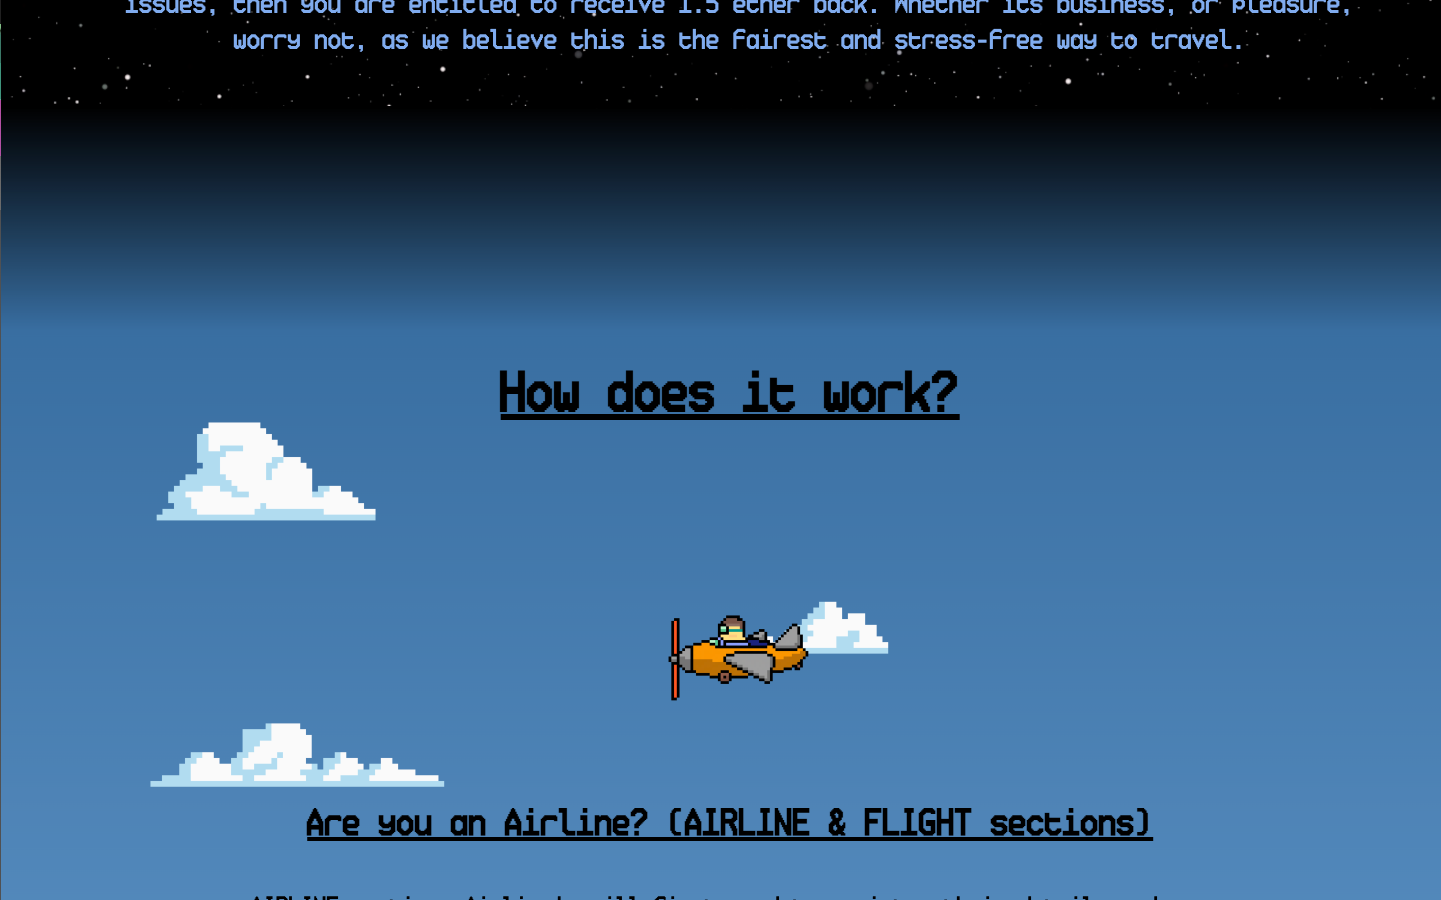 issues, then you are entitled to receive 1.5 ether back. Whether its business, or pleasure,
worry not, as we believe this is the fairest and stress-free way to travel.
How does it work?
Are you an Airline? (AIRLINE & FLIGHT sections)